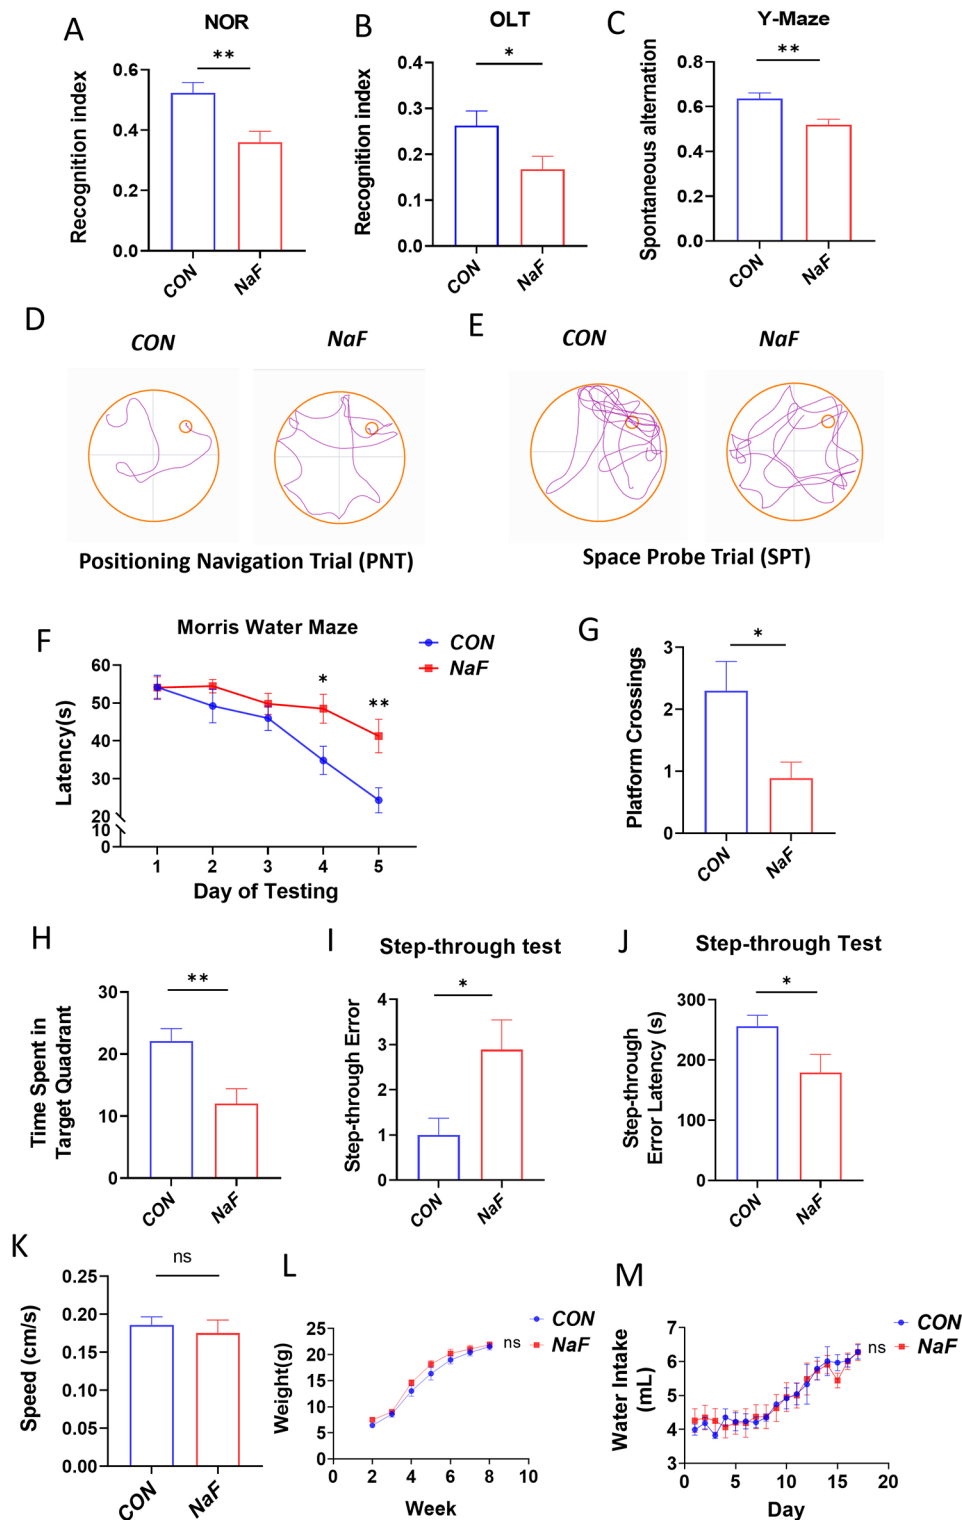 A
NOR
**
Recognition index
0.6
0.4
0.2
0.0
CON
NaF
B
OLT
*
Recognition index
0.4
0.3
0.2
0.1
0.0
CON
NaF
C
Y-Maze
**
Spontaneous alternation
0.8
0.6
0.4
0.2
0.0
CON
NaF
D
CON
NaF
Positioning Navigation Trial (PNT)
E
CON
NaF
Space Probe Trial (SPT)
F
Morris Water Maze
CON
NaF
Latency(s)
60
50
40
30
20
10
0
*
**
1 2 3 4 5
Day of Testing
G
*
Platform Crossings
3
2
1
0
CON
NaF
H
**
Time Spent in
Target Quadrant
30
20
10
0
CON
NaF
I
Step-through test
*
Step-through Error
4
3
2
1
0
CON
NaF
J
Step-through Test
*
Step-through
Error Latency (s)
300
200
100
0
CON
NaF
K
ns
Speed (cm/s)
0.25
0.20
0.15
0.10
0.05
0.00
CON
NaF
L
CON
NaF
ns
Weight(g)
25
20
15
10
5
0
0 2 4 6 8 10
Week
M
CON
NaF
ns
Water Intake
(mL)
7
6
5
4
3
0 5 10 15 20
Day